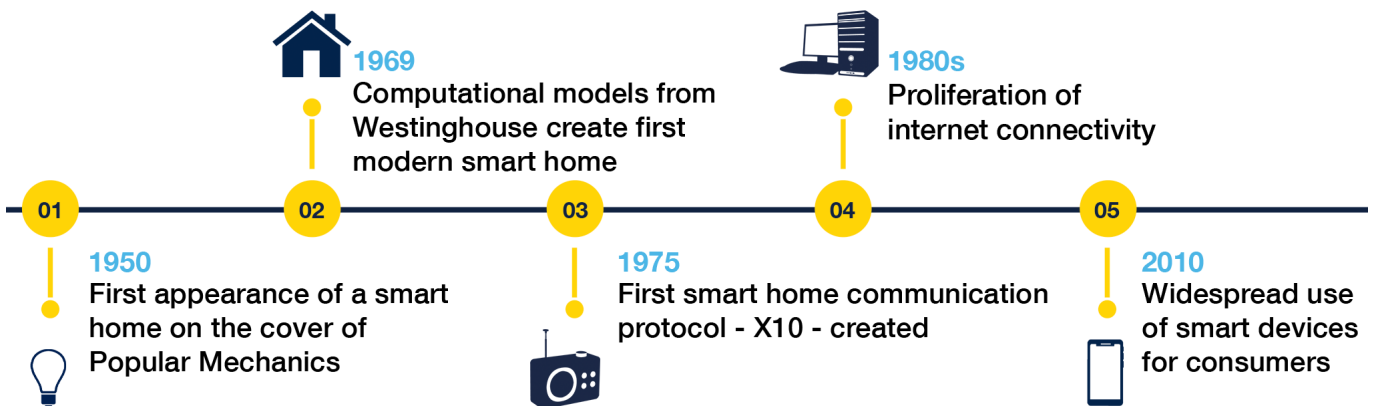 01
1950
First appearance of a smart
home on the cover of
Popular Mechanics
02
1969
Computational models from
Westinghouse create first
modern smart home
03
1975
First smart home communication
protocol - X10 - created
04
1980s
Proliferation of
internet connectivity
05
2010
Widespread use
of smart devices
for consumers